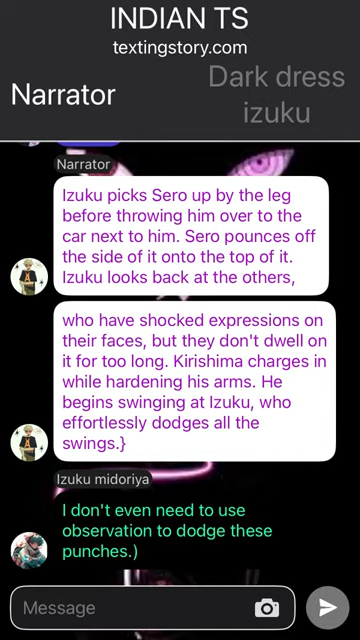 INDIAN TS
textingstory.com
Narrator
Dark dress
izuku
Narrator
Izuku picks Sero up by the leg
before throwing him over to the
car next to him. Sero pounces off
the side of it onto the top of it.
Izuku looks back at the others,
who have shocked expressions on
their faces, but they don't dwell on
it for too long. Kirishima charges in
while hardening his arms. He
begins swinging at Izuku, who
effortlessly dodges all the
swings.}
Izuku midoriya
I don't even need to use
observation to dodge these
punches.)
Message